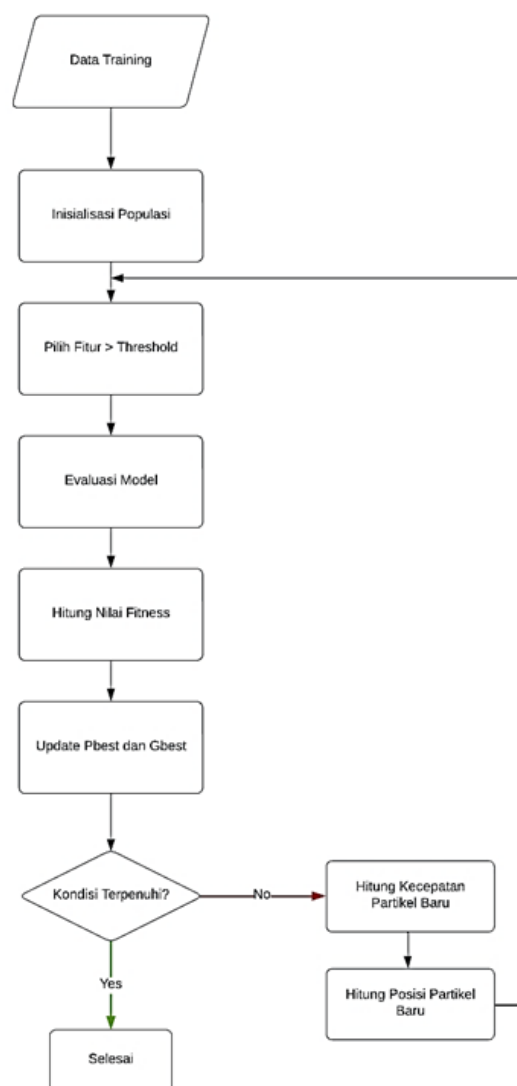 Data Training
Inisialisasi Populasi
Pilih Fitur > Threshold
Evaluasi Model
Hitung Nilai Fitness
Update Pbest dan Gbest
Kondisi Terpenuhi?
No
Hitung Kecepatan
Partikel Baru
Hitung Posisi Partikel
Baru
Yes
Selesai